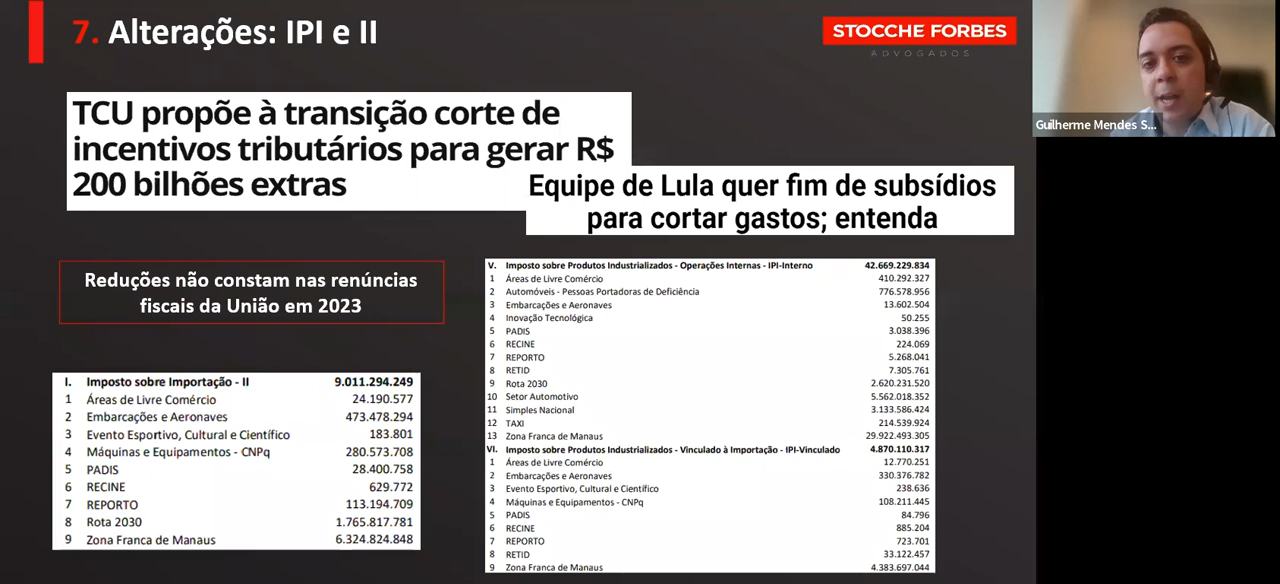 7. Alterações: IPI e II
STOCCHE FORBES
ADVOGADOS
Guilherme Mendes S...
TCU propõe à transição corte de
incentivos tributários para gerar R$
200 bilhões extras
Equipe de Lula quer fim de subsídios
para cortar gastos; entenda
Reduções não constam nas renúncias
fiscais da União em 2023
I. Imposto sobre Importação - II 9.011.294.249
1 Áreas de Livre Comércio 24.190.577
2 Embarcações e Aeronaves 473.478.294
3 Evento Esportivo, Cultural e Científico 183.801
4 Máquinas e Equipamentos - CNPq 280.573.708
5 PADIS 28.400.758
6 RECINE 629.772
7 REPORTO 113.194.709
8 Rota 2030 1.765.817.781
9 Zona Franca de Manaus 6.324.824.848
V. Imposto sobre Produtos Industrializados - Operações Internas - IPI-Interno 42.669.229.834
1 Áreas de Livre Comércio 410.292.327
2 Automóveis - Pessoas Portadoras de Deficiência 776.578.956
3 Embarcações e Aeronaves 13.602.504
4 Inovação Tecnológica 50.255
5 PADIS 3.038.396
6 RECINE 224.069
7 REPORTO 5.268.041
8 RETID 7.305.761
9 Rota 2030 2.620.231.520
10 Setor Automotivo 5.562.018.352
11 Simples Nacional 3.133.586.424
12 TAXI 214.539.924
13 Zona Franca de Manaus 29.922.493.305
VI. Imposto sobre Produtos Industrializados - Vinculado à Importação - IPI-Vinculado 4.870.110.317
1 Áreas de Livre Comércio 12.770.251
2 Embarcações e Aeronaves 330.376.782
3 Evento Esportivo, Cultural e Científico 238.636
4 Máquinas e Equipamentos - CNPq 108.211.445
5 PADIS 84.796
6 RECINE 885.204
7 REPORTO 723.701
8 RETID 33.122.457
9 Zona Franca de Manaus 4.383.697.044